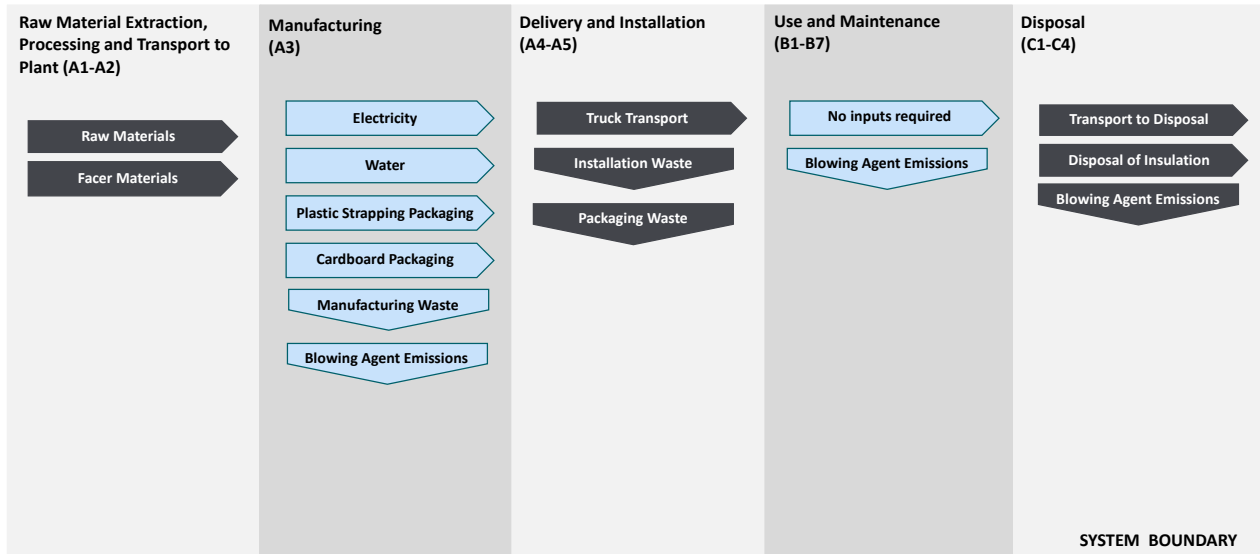 Raw Material Extraction,
Processing and Transport to
Plant (A1-A2)
Raw Materials
Facer Materials
Manufacturing
(A3)
Electricity
Water
Plastic Strapping Packaging
Cardboard Packaging
Manufacturing Waste
Blowing Agent Emissions
Delivery and Installation
(A4-A5)
Truck Transport
Installation Waste
Packaging Waste
Use and Maintenance
(B1-B7)
No inputs required
Blowing Agent Emissions
Disposal
(C1-C4)
Transport to Disposal
Disposal of Insulation
Blowing Agent Emissions
SYSTEM BOUNDARY